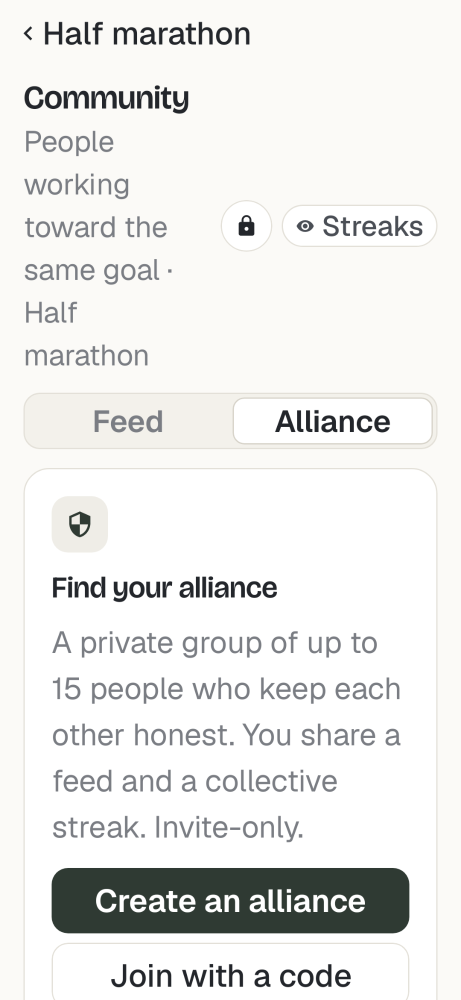 Half marathon
Community
People
working
toward the
same goal ·
Half
marathon
Streaks
Feed
Alliance
Find your alliance
A private group of up to
15 people who keep each
other honest. You share a
feed and a collective
streak. Invite-only.
Create an alliance
Join with a code